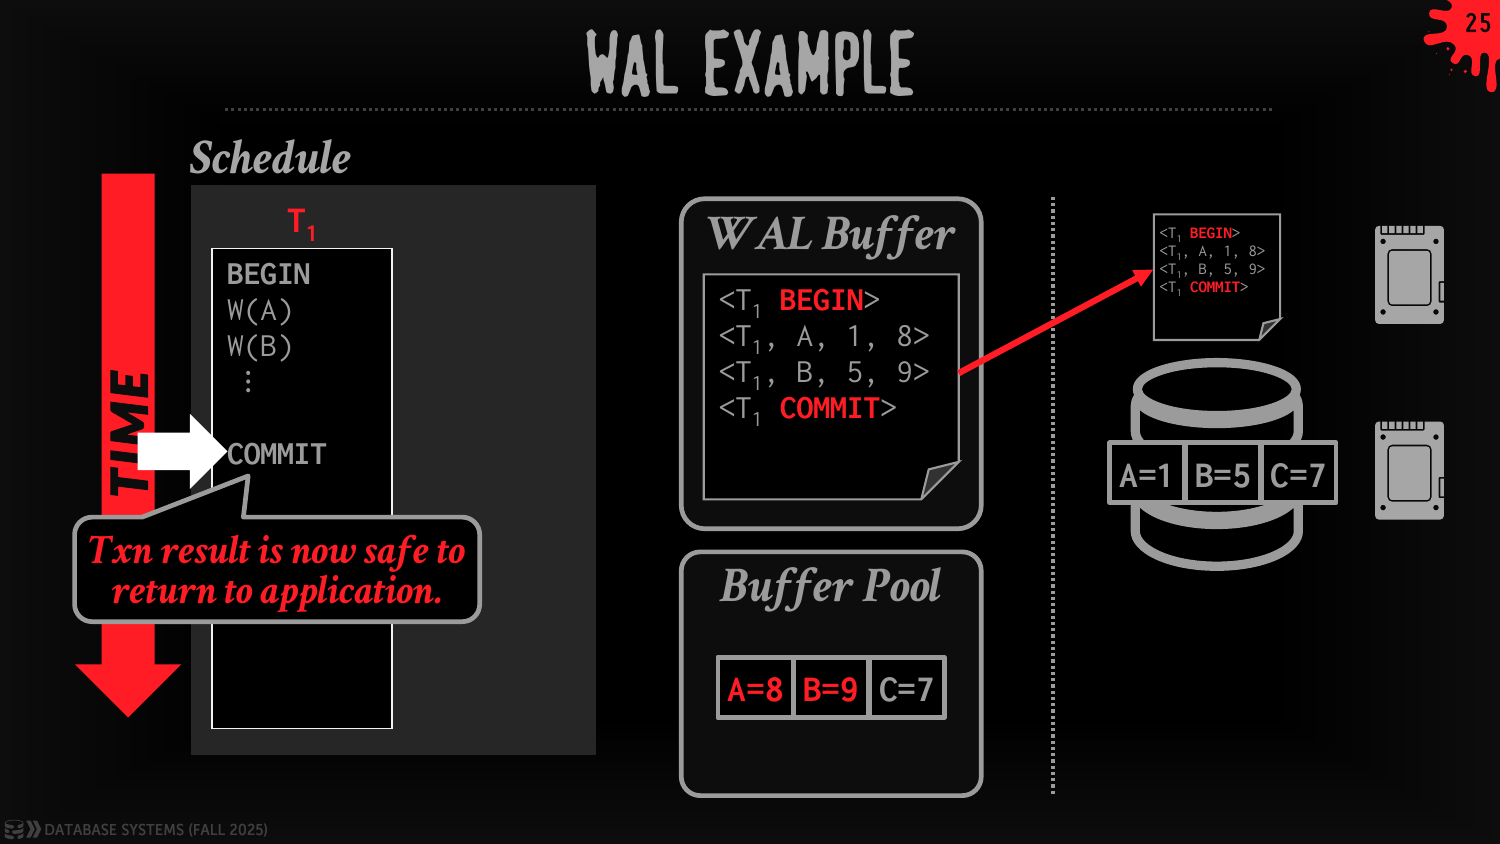 25
WAL EXAMPLE
Schedule
TIME
T1
BEGIN
W(A)
W(B)
⋮
COMMIT
Txn result is now safe to
return to application.
WAL Buffer
<T1 BEGIN>
<T1, A, 1, 8>
<T1, B, 5, 9>
<T1 COMMIT>
Buffer Pool
A=8 B=9 C=7
<T1 BEGIN>
<T1, A, 1, 8>
<T1, B, 5, 9>
<T1 COMMIT>
A=1 B=5 C=7
DATABASE SYSTEMS (FALL 2025)